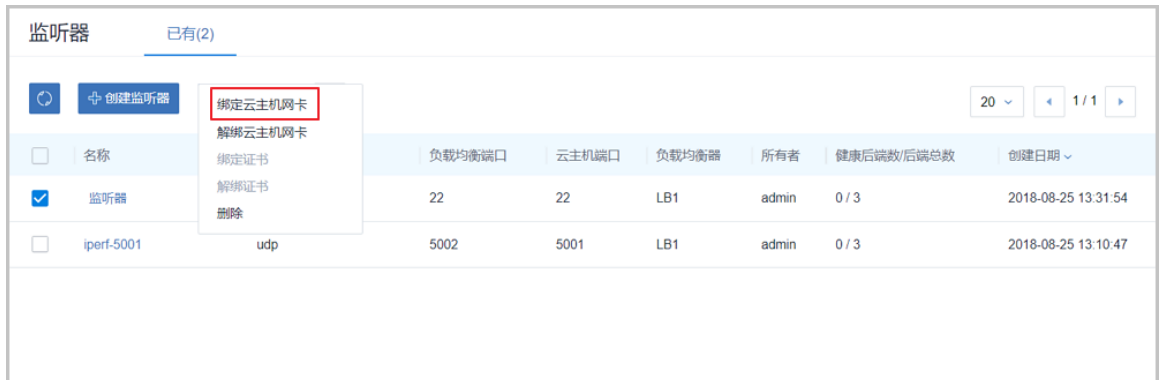 监听器 已有(2)
创建监听器 20 1 / 1
绑定云主机网卡
解绑云主机网卡
绑定证书
解绑证书
删除
名称 负载均衡端口 云主机端口 负载均衡器 所有者 健康后端数/后端总数 创建日期
监听器 22 22 LB1 admin 0 / 3 2018-08-25 13:31:54
iperf-5001 udp 5002 5001 LB1 admin 0 / 3 2018-08-25 13:10:47